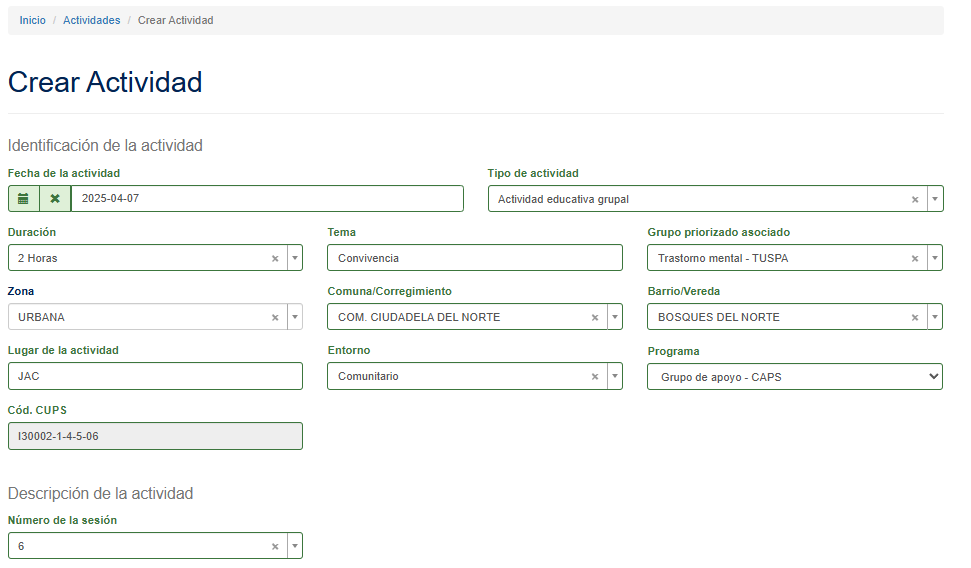 Inicio / Actividades / Crear Actividad
Crear Actividad
Identificación de la actividad
Fecha de la actividad
2025-04-07
Tipo de actividad
Actividad educativa grupal
Duración
2 Horas
Tema
Convivencia
Grupo priorizado asociado
Trastorno mental - TUSPA
Zona
URBANA
Comuna/Corregimiento
COM. CIUDADELA DEL NORTE
Barrio/Vereda
BOSQUES DEL NORTE
Lugar de la actividad
JAC
Entorno
Comunitario
Programa
Grupo de apoyo - CAPS
Cód. CUPS
I30002-1-4-5-06
Descripción de la actividad
Número de la sesión
6